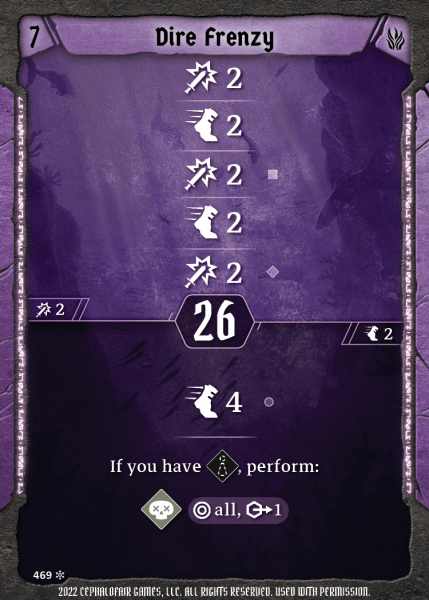 7 Dire Frenzy
2
2
2
2
2
2 26 2
4
If you have , perform:
all, 1
469
2022 CEPHALOFAIR GAMES, LLC. ALL RIGHTS RESERVED. USED WITH PERMISSION.